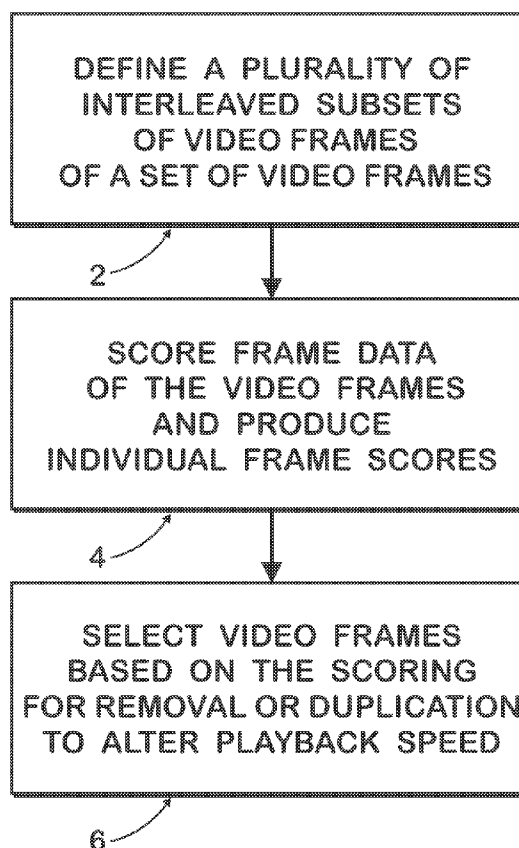 DEFINE A PLURALITY OF
INTERLEAVED SUBSETS
OF VIDEO FRAMES
OF A SET OF VIDEO FRAMES
2
SCORE FRAME DATA
OF THE VIDEO FRAMES
AND PRODUCE
INDIVIDUAL FRAME SCORES
4
SELECT VIDEO FRAMES
BASED ON THE SCORING
FOR REMOVAL OR DUPLICATION
TO ALTER PLAYBACK SPEED
6